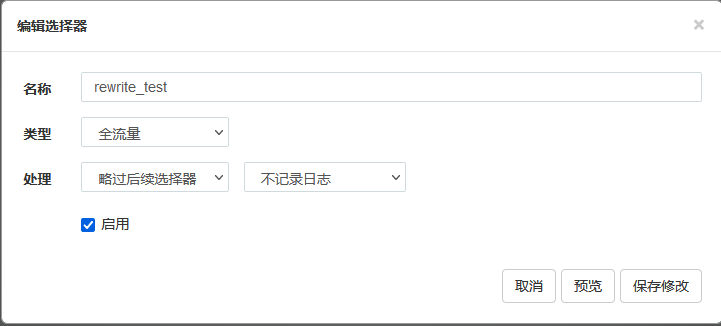 编辑选择器 ×
名称 rewrite_test
类型 全流量
处理 略过后续选择器 不记录日志
启用
取消 预览 保存修改